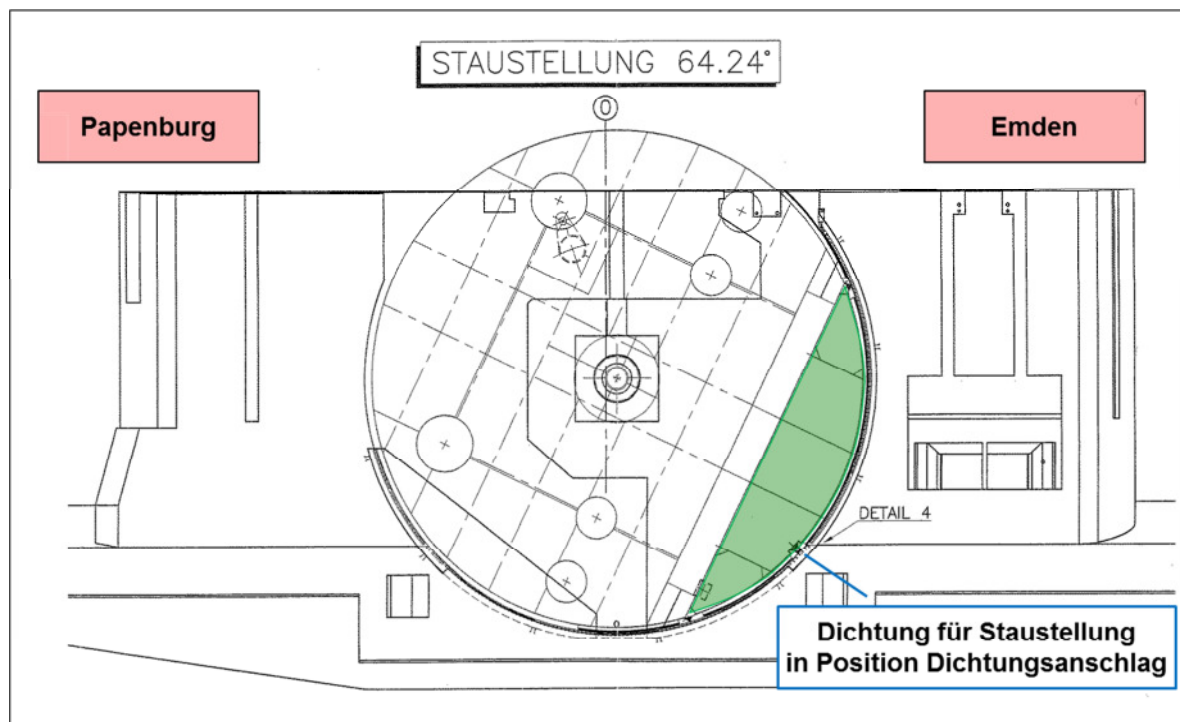 STAUSTELLUNG 64.24°
0
Papenburg
Emden
DETAIL 4
Dichtung für Staustellung
in Position Dichtungsanschlag